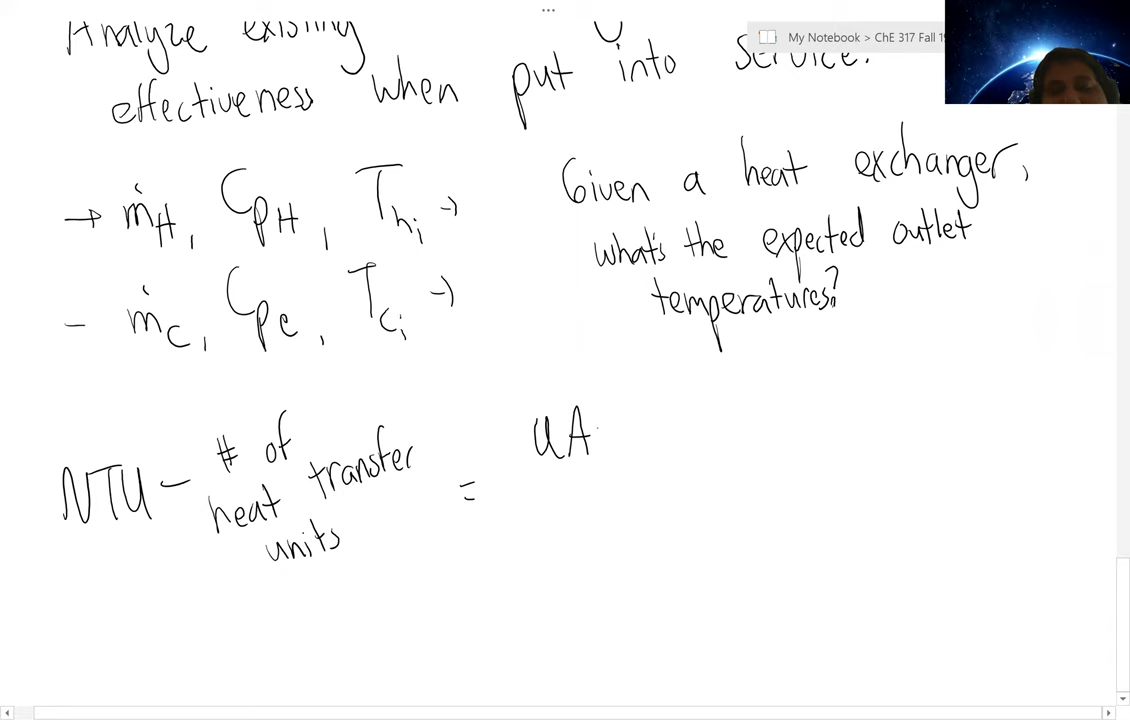 My Notebook > ChE 317 Fall
Analyze existing
effectiveness when put into service.
→ ṁH, CpH, Thi →
- ṁC, Cpc, Tci →
Given a heat exchanger,
what's the expected outlet
temperatures?
NTU – # of
heat transfer
units
= UA